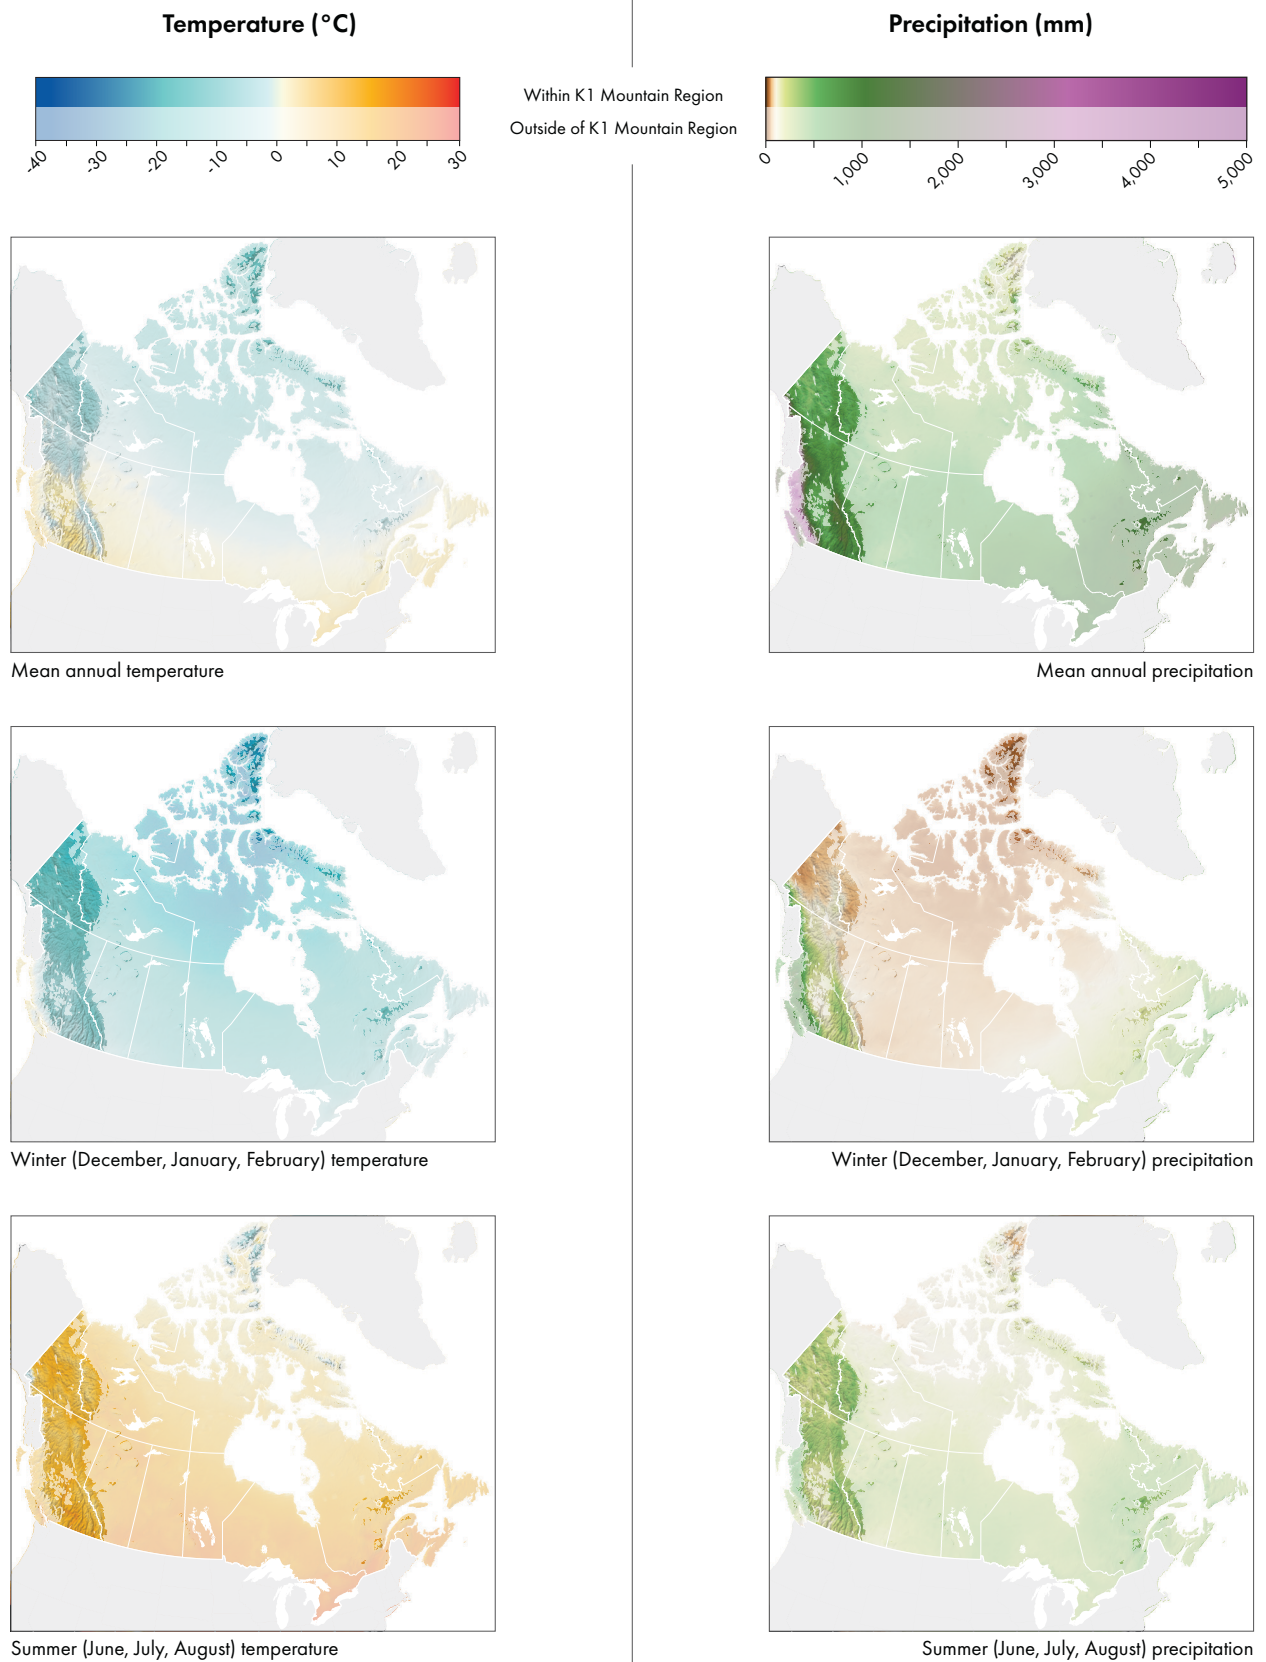 Temperature (°C)
Precipitation (mm)
Within K1 Mountain Region
Outside of K1 Mountain Region
-40 -30 -20 -10 0 10 20 30
0 1,000 2,000 3,000 4,000 5,000
Mean annual temperature
Mean annual precipitation
Winter (December, January, February) temperature
Winter (December, January, February) precipitation
Summer (June, July, August) temperature
Summer (June, July, August) precipitation